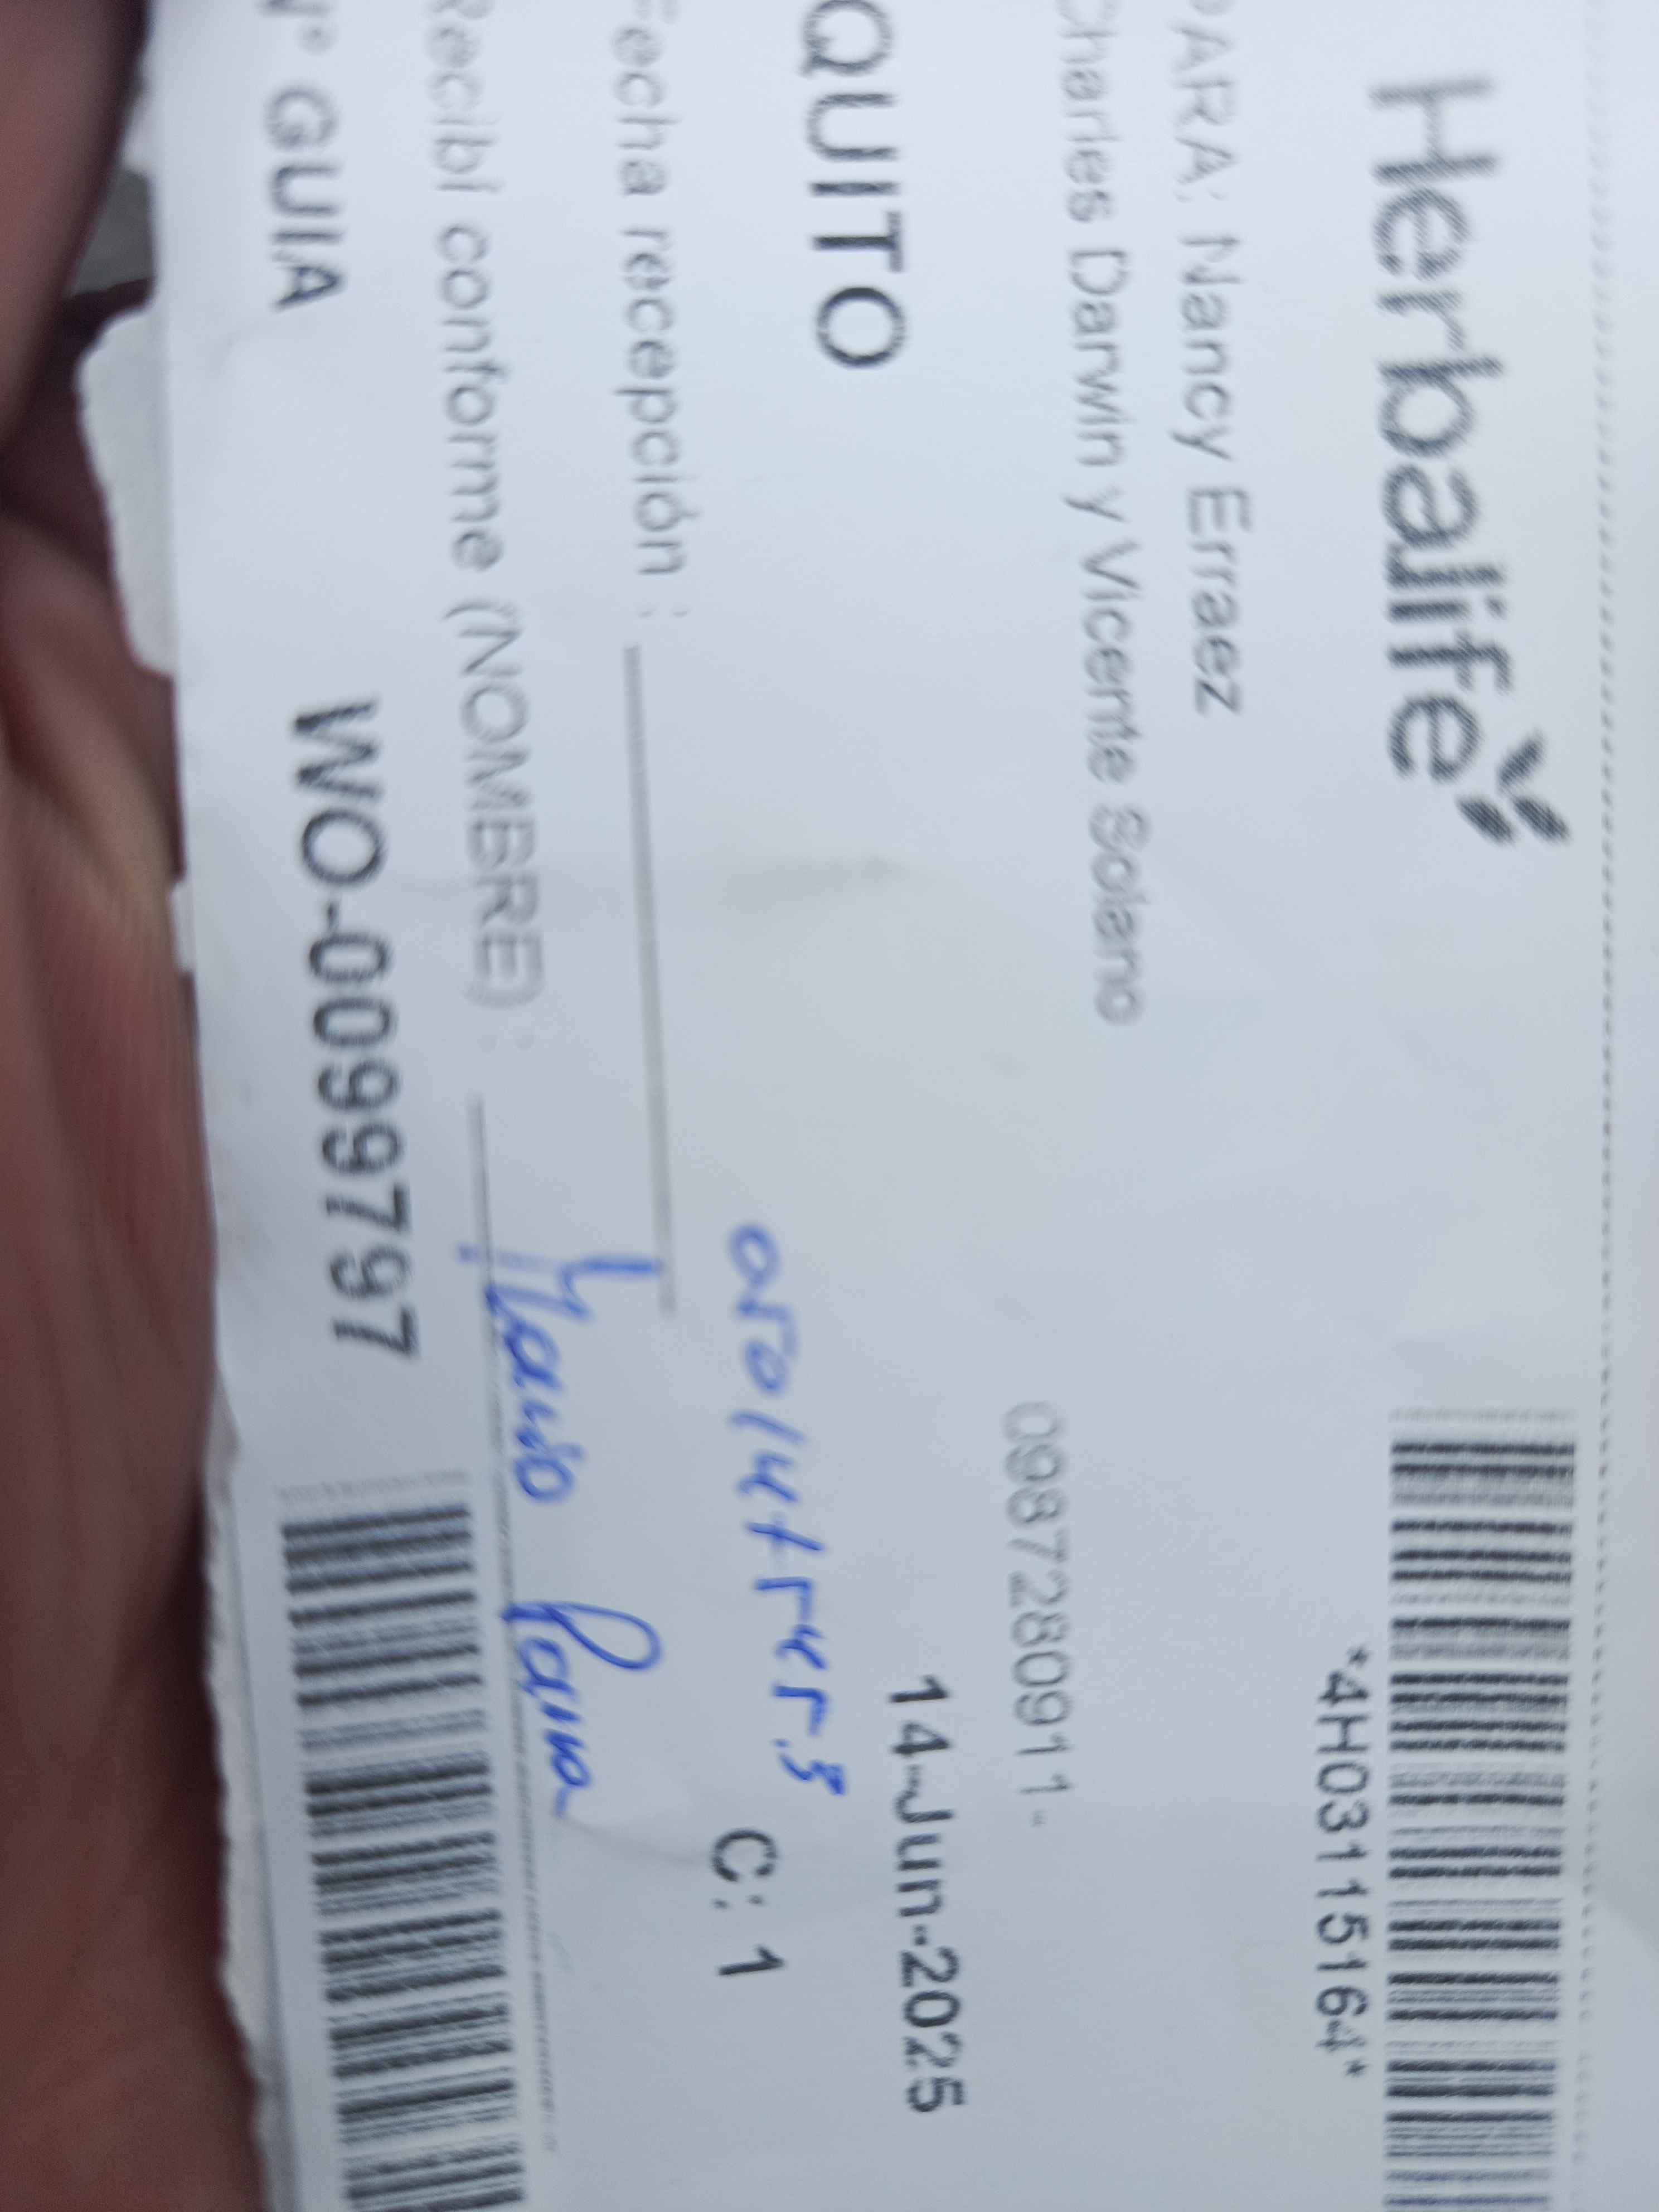 Herbalife
*4H03115164*
PARA: Nancy Erraez
Charles Darwin y Vicente Solano
0987280911-
QUITO
14-Jun-2025
C: 1
Fecha recepción :
Recibí conforme (NOMBRE) :
N° GUIA WO-0099797